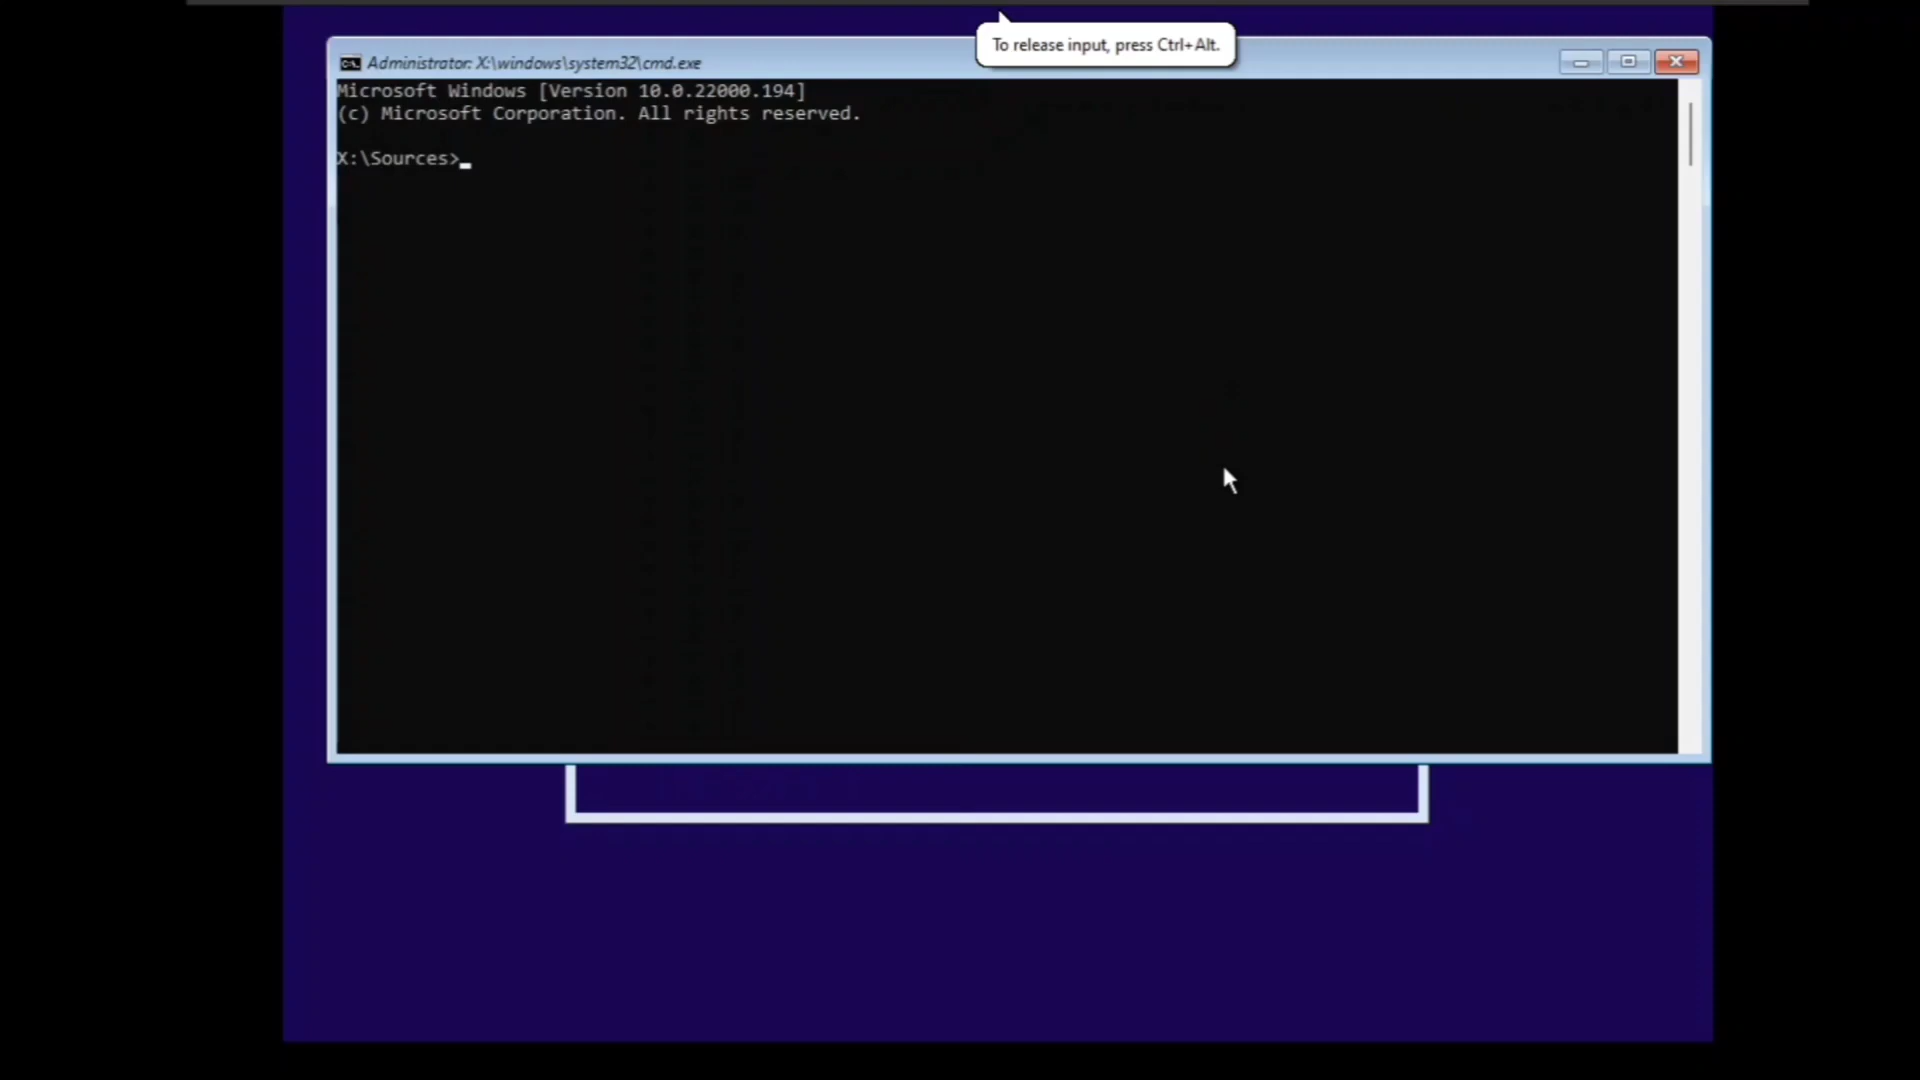 To release input, press Ctrl+Alt.
Administrator: X:\windows\system32\cmd.exe
Microsoft Windows [Version 10.0.22000.194]
(c) Microsoft Corporation. All rights reserved.
X:\Sources>